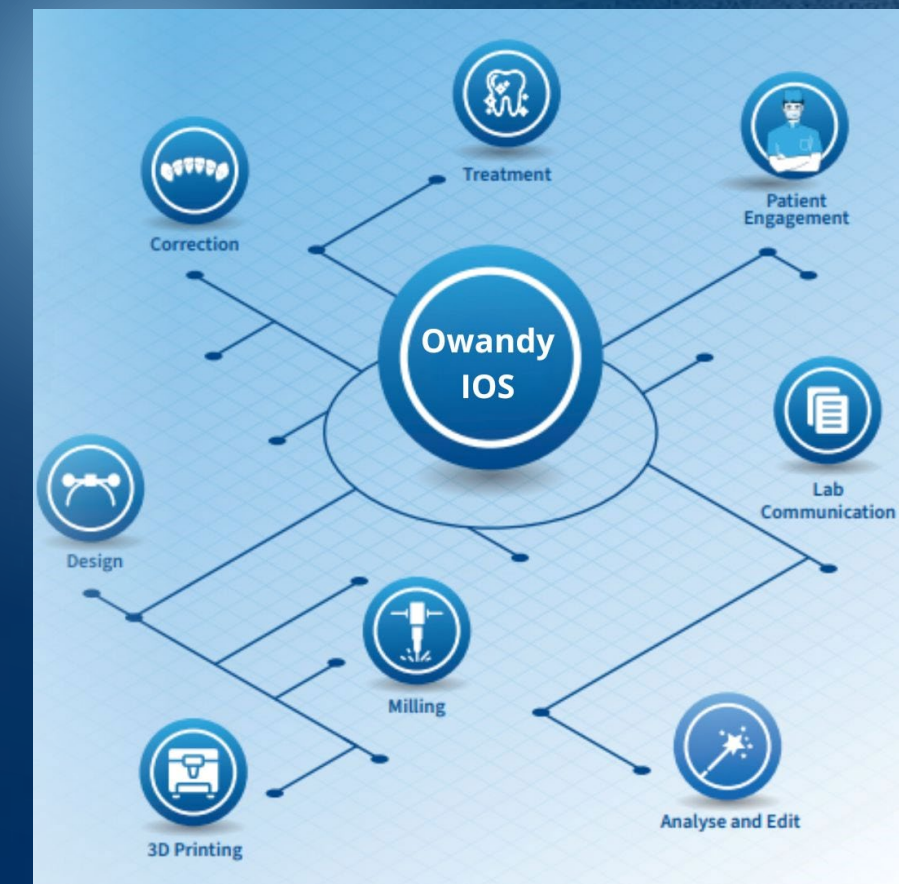 Treatment
Patient
Engagement
Correction
Owandy
IOS
Lab
Communication
Design
Milling
Analyse and Edit
3D Printing